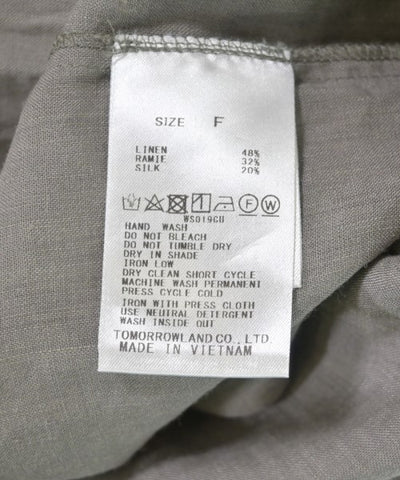 SIZE F
LINEN 48%
RAMIE 32%
SILK 20%
F W
WS019GU
HAND WASH
DO NOT BLEACH
DO NOT TUMBLE DRY
DRY IN SHADE
IRON LOW
DRY CLEAN SHORT CYCLE
MACHINE WASH PERMANENT
PRESS CYCLE COLD
IRON WITH PRESS CLOTH
USE NEUTRAL DETERGENT
WASH INSIDE OUT
TOMORROWLAND CO., LTD
MADE IN VIETNAM